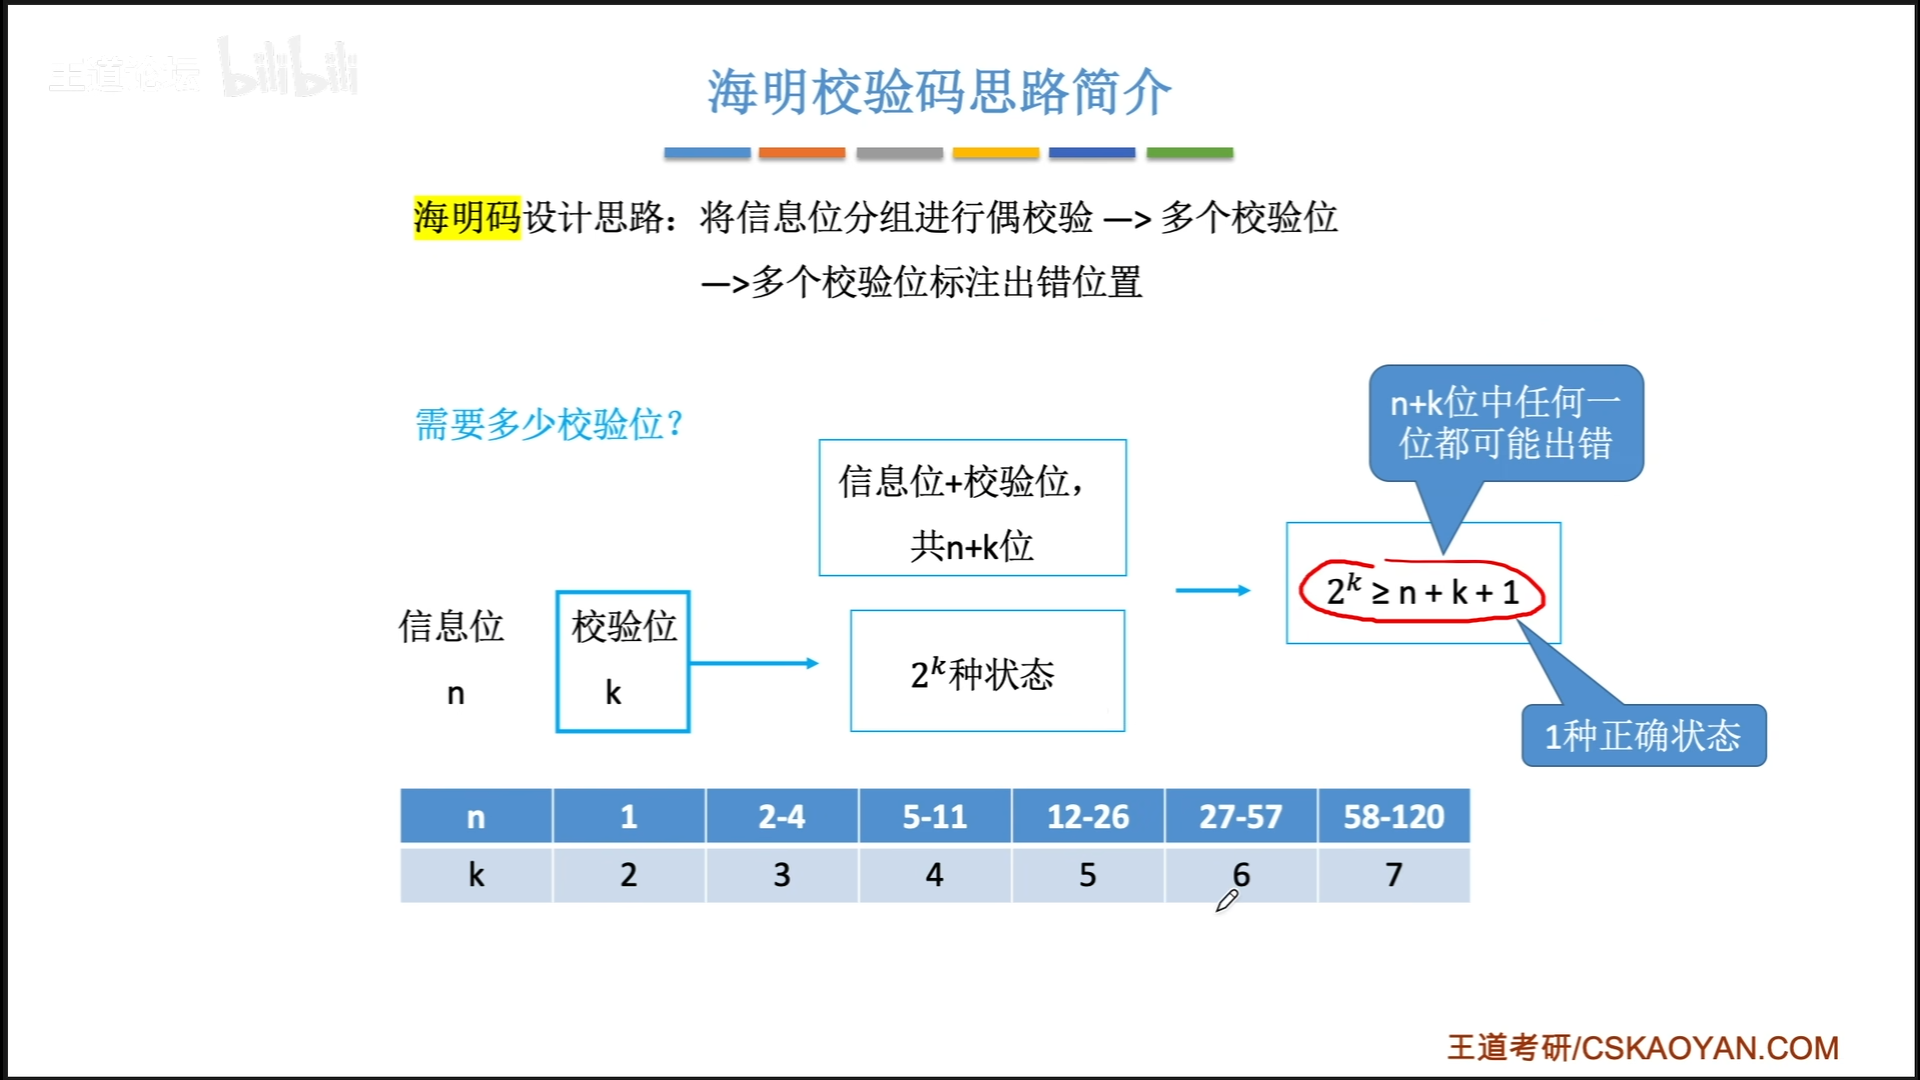 王道论坛 bilibili
海明校验码思路简介
海明码设计思路：将信息位分组进行偶校验 —> 多个校验位
—>多个校验位标注出错位置
需要多少校验位？
n+k位中任何一
位都可能出错
信息位+校验位，
共n+k位
2^k ≥ n + k + 1
信息位
n
校验位
k
2^k种状态
1种正确状态
n 1 2-4 5-11 12-26 27-57 58-120
k 2 3 4 5 6 7
王道考研/CSKAOYAN.COM